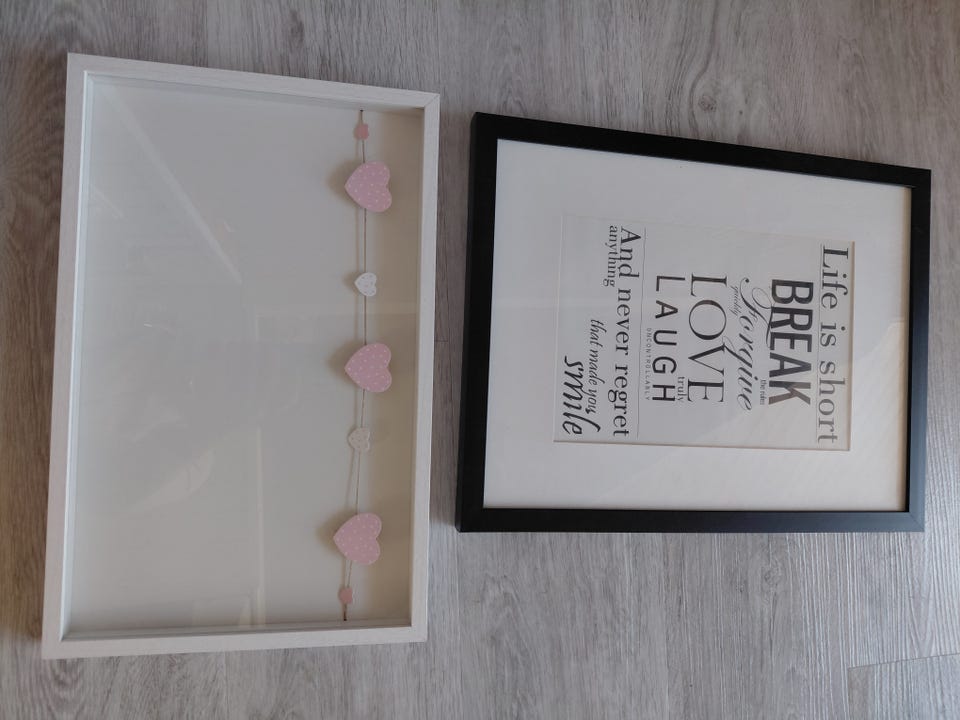 Life is short
BREAK the rules
Forgive
quickly
LOVE truly
LAUGH
UNCONTROLLABLY
And never regret
anything
that made you
smile